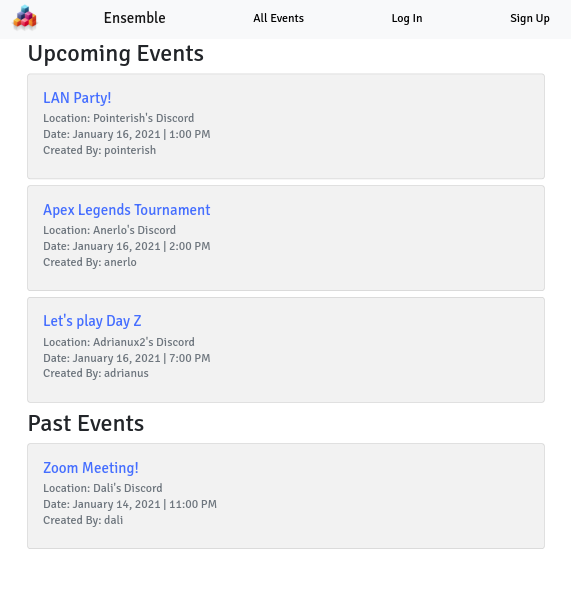 Ensemble All Events Log In Sign Up
Upcoming Events
LAN Party!
Location: Pointerish's Discord
Date: January 16, 2021 | 1:00 PM
Created By: pointerish
Apex Legends Tournament
Location: Anerlo's Discord
Date: January 16, 2021 | 2:00 PM
Created By: anerlo
Let's play Day Z
Location: Adrianux2's Discord
Date: January 16, 2021 | 7:00 PM
Created By: adrianus
Past Events
Zoom Meeting!
Location: Dali's Discord
Date: January 14, 2021 | 11:00 PM
Created By: dali